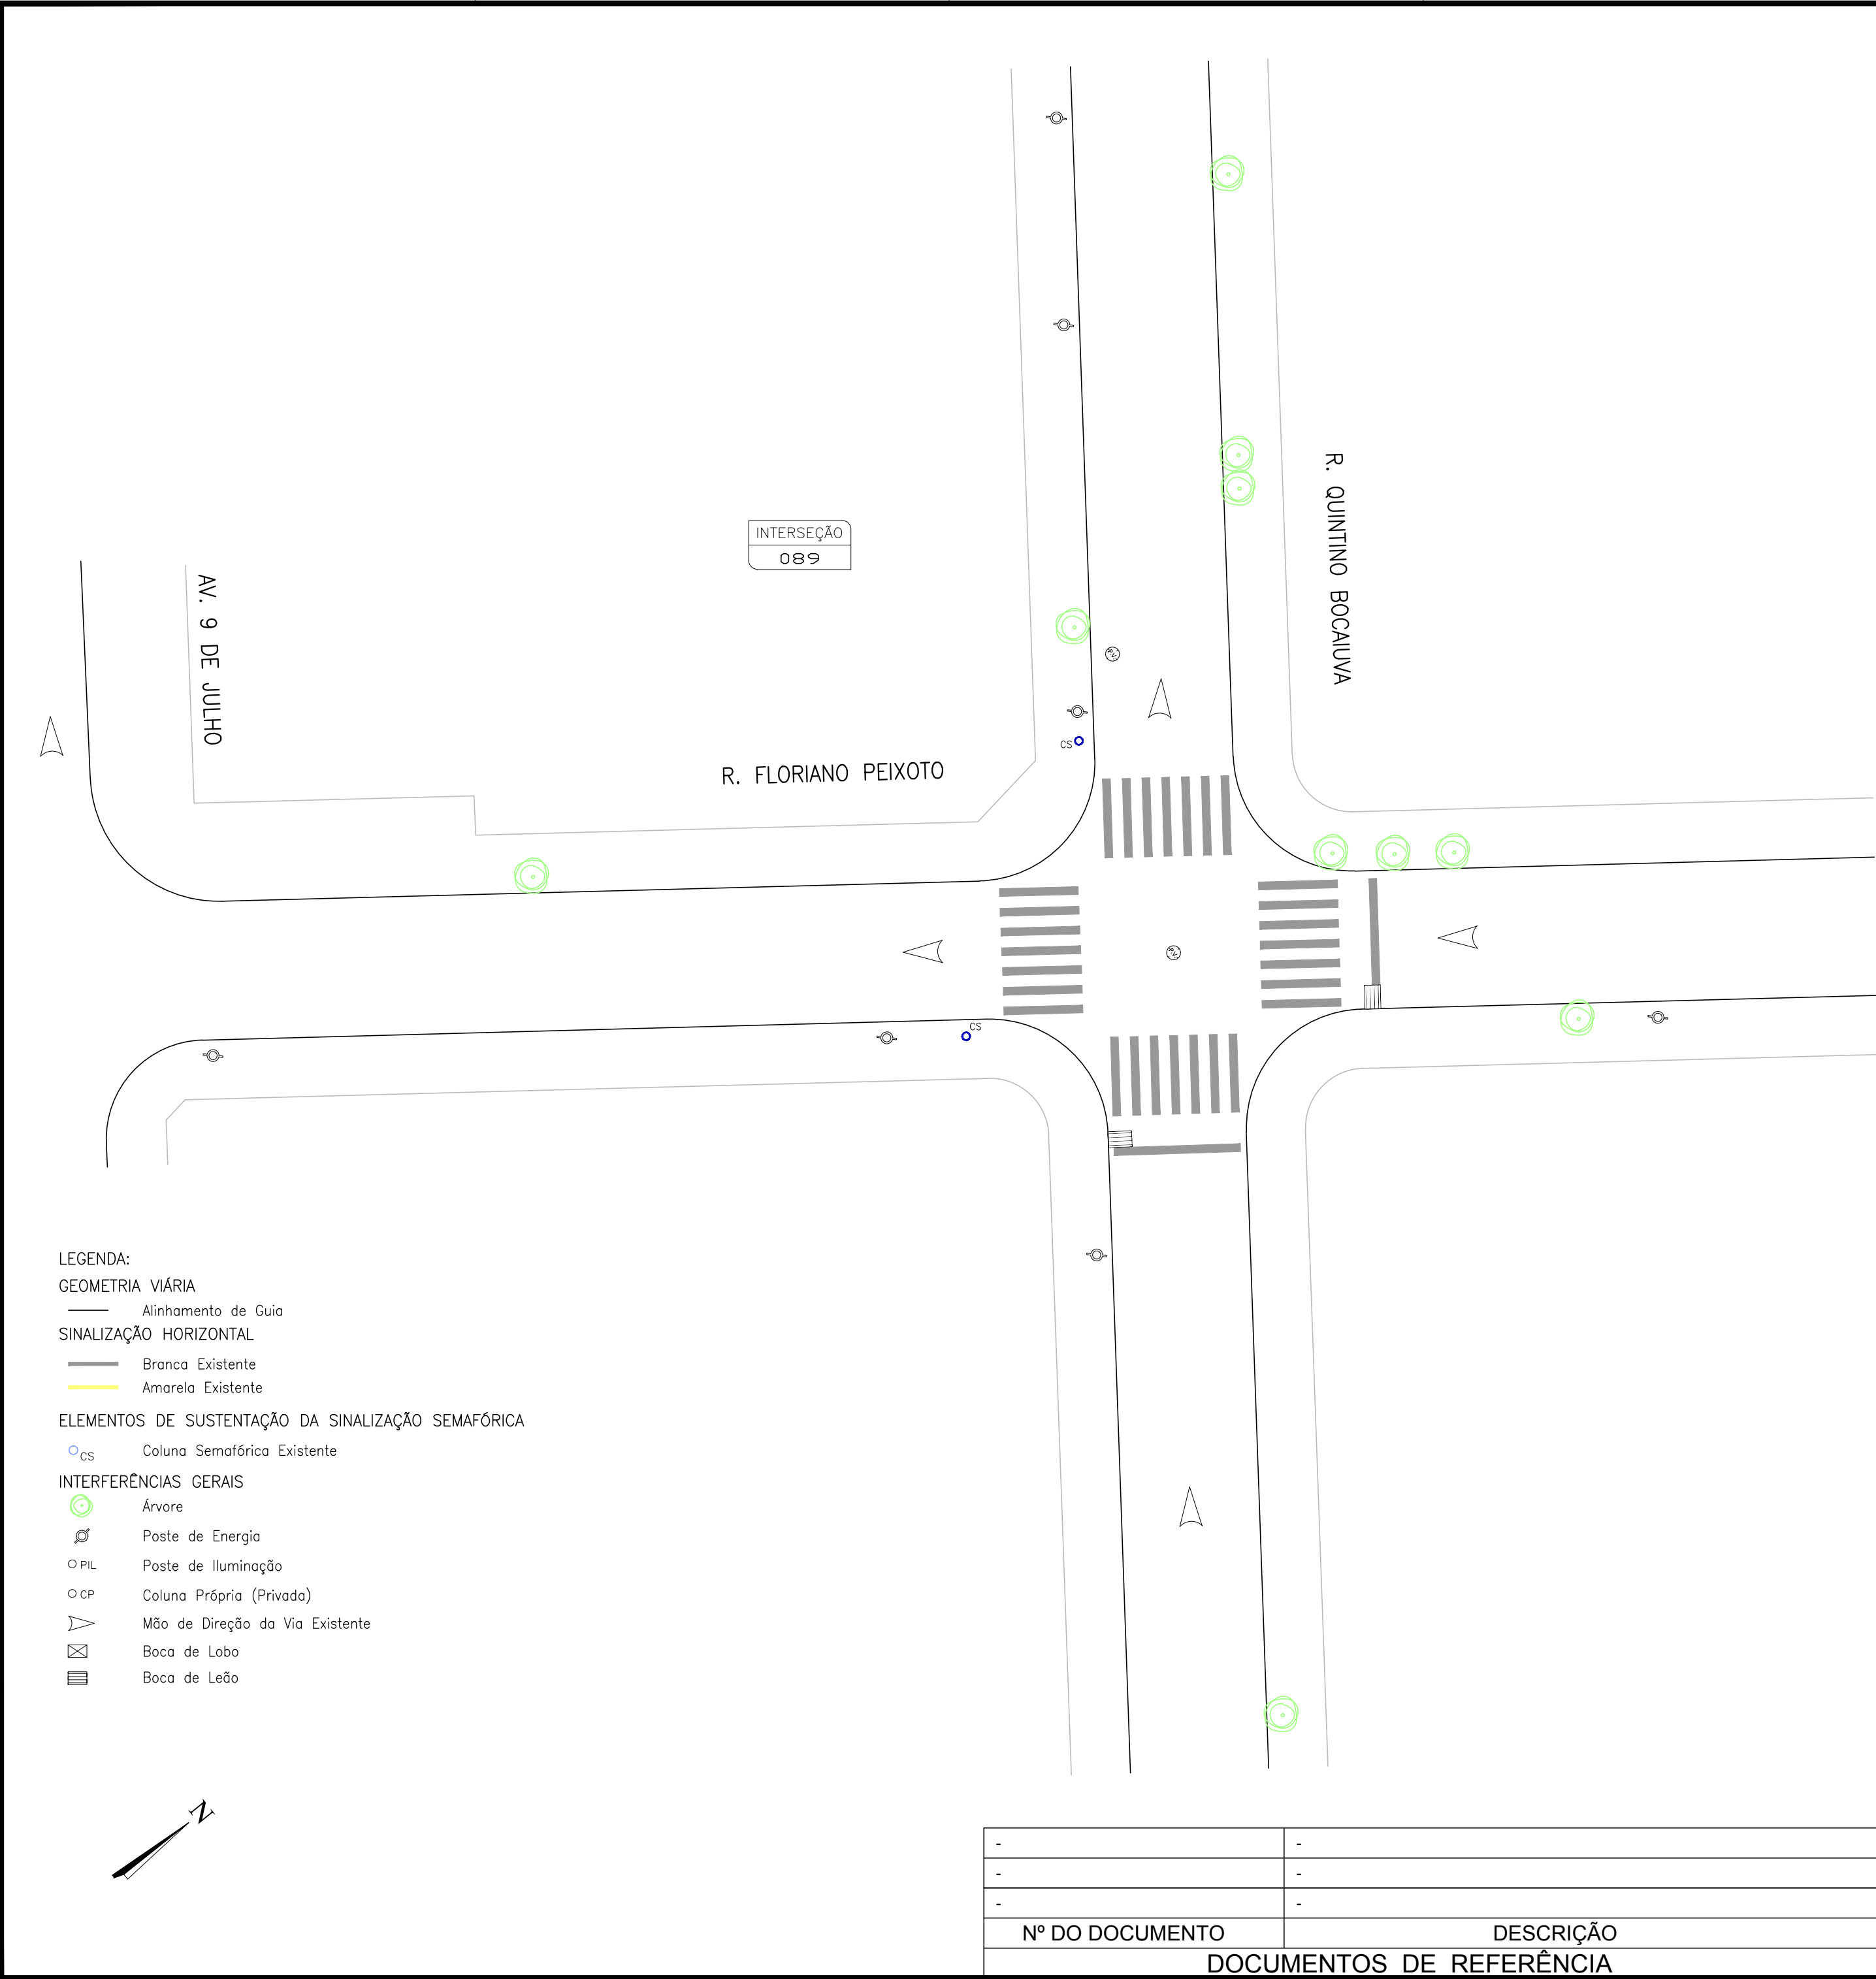 R. QUINTINO BOCAIUVA
INTERSEÇÃO
089
AV. 9 DE JULHO
P.V.
CS
R. FLORIANO PEIXOTO
P.V.
CS
LEGENDA:
GEOMETRIA VIÁRIA
Alinhamento de Guia
SINALIZAÇÃO HORIZONTAL
Branca Existente
Amarela Existente
ELEMENTOS DE SUSTENTAÇÃO DA SINALIZAÇÃO SEMAFÓRICA
CS Coluna Semafórica Existente
INTERFERÊNCIAS GERAIS
Árvore
Poste de Energia
PIL Poste de Iluminação
CP Coluna Própria (Privada)
Mão de Direção da Via Existente
Boca de Lobo
Boca de Leão
N
- -
- -
- -
Nº DO DOCUMENTO DESCRIÇÃO
DOCUMENTOS DE REFERÊNCIA